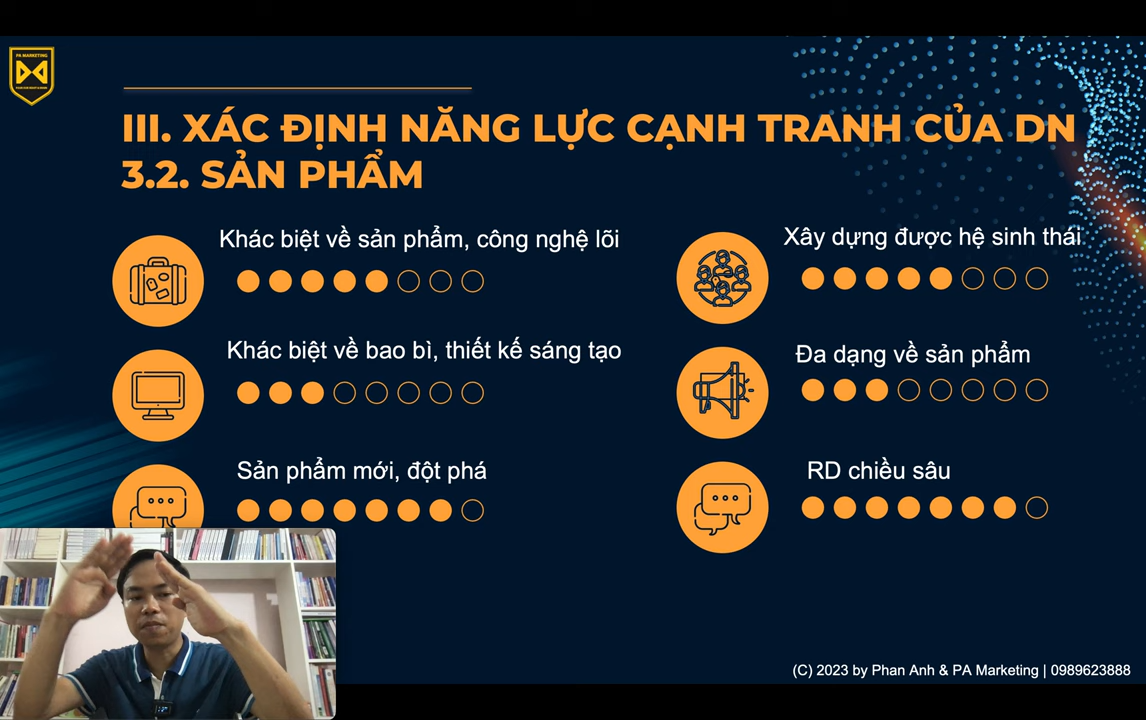 PA MARKETING
III. XÁC ĐỊNH NĂNG LỰC CẠNH TRANH CỦA DN
3.2. SẢN PHẨM
Khác biệt về sản phẩm, công nghệ lõi
Khác biệt về bao bì, thiết kế sáng tạo
Sản phẩm mới, đột phá
Xây dựng được hệ sinh thái
Đa dạng về sản phẩm
RD chiều sâu
(C) 2023 by Phan Anh & PA Marketing | 0989623888